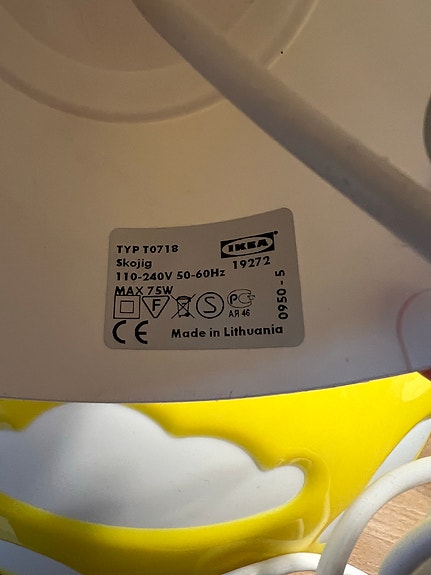 TYP T0718
IKEA
Skojig
19272
110-240V 50-60Hz
MAX 75W
F
S
PC
АЯ 46
CE
Made in Lithuania
0950-5